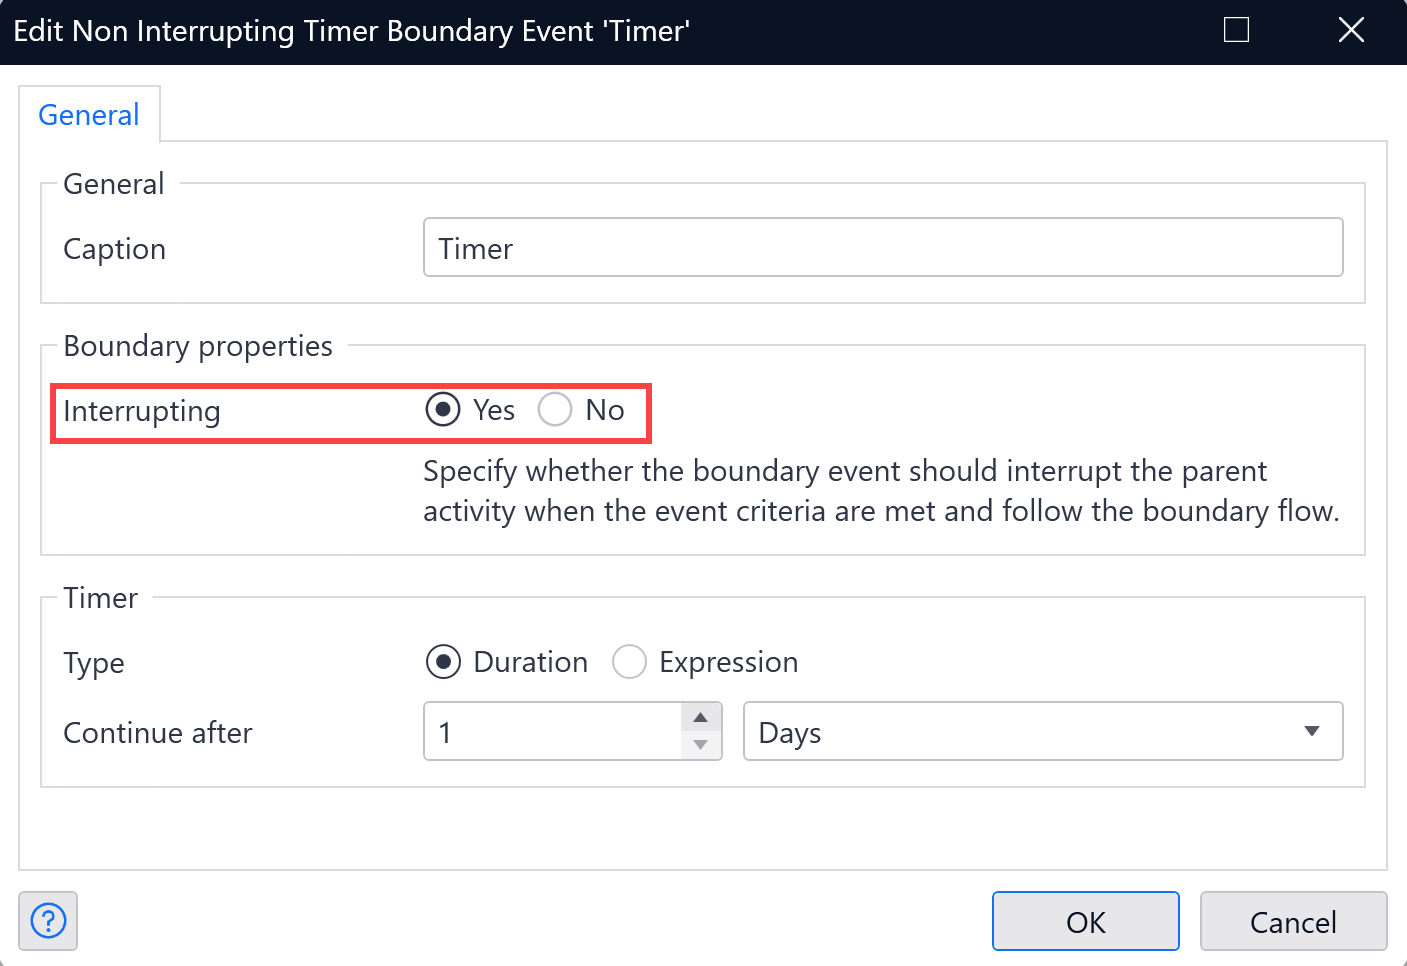 Edit Non Interrupting Timer Boundary Event 'Timer'
General
General
Caption
Timer
Boundary properties
Interrupting Yes No
Specify whether the boundary event should interrupt the parent
activity when the event criteria are met and follow the boundary flow.
Timer
Type Duration Expression
Continue after 1 Days
? OK Cancel